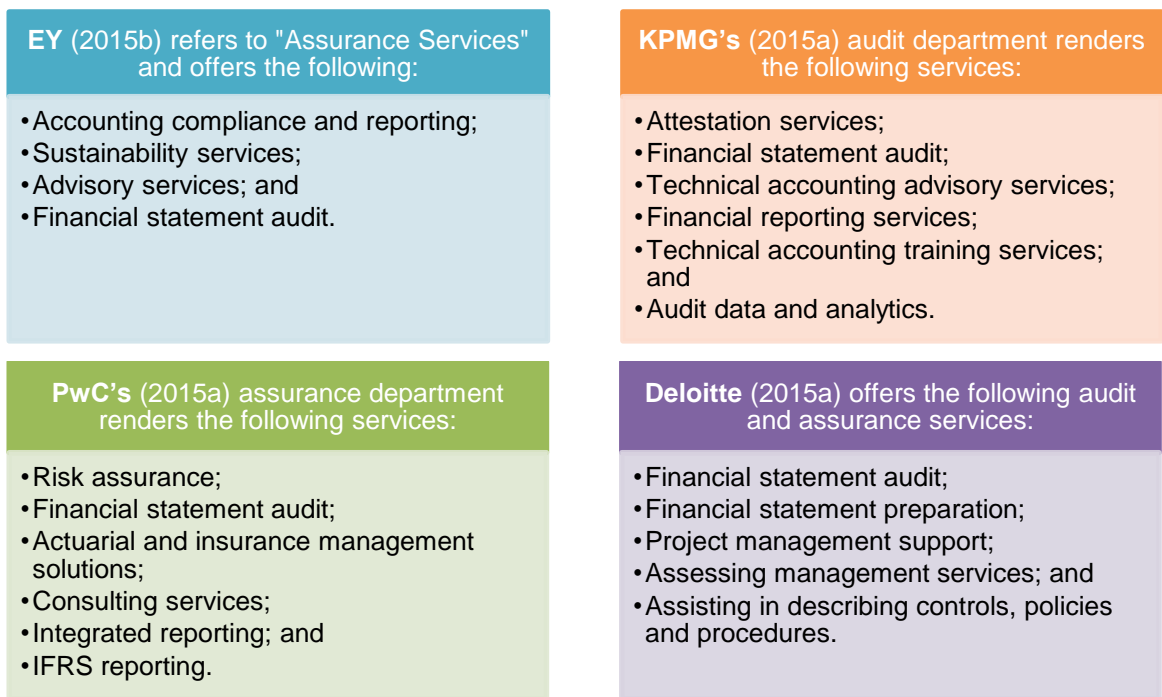 EY (2015b) refers to "Assurance Services"
and offers the following:
•Accounting compliance and reporting;
•Sustainability services;
•Advisory services; and
•Financial statement audit.
KPMG’s (2015a) audit department renders
the following services:
•Attestation services;
•Financial statement audit;
•Technical accounting advisory services;
•Financial reporting services;
•Technical accounting training services;
and
•Audit data and analytics.
PwC’s (2015a) assurance department
renders the following services:
•Risk assurance;
•Financial statement audit;
•Actuarial and insurance management
solutions;
•Consulting services;
•Integrated reporting; and
•IFRS reporting.
Deloitte (2015a) offers the following audit
and assurance services:
•Financial statement audit;
•Financial statement preparation;
•Project management support;
•Assessing management services; and
•Assisting in describing controls, policies
and procedures.